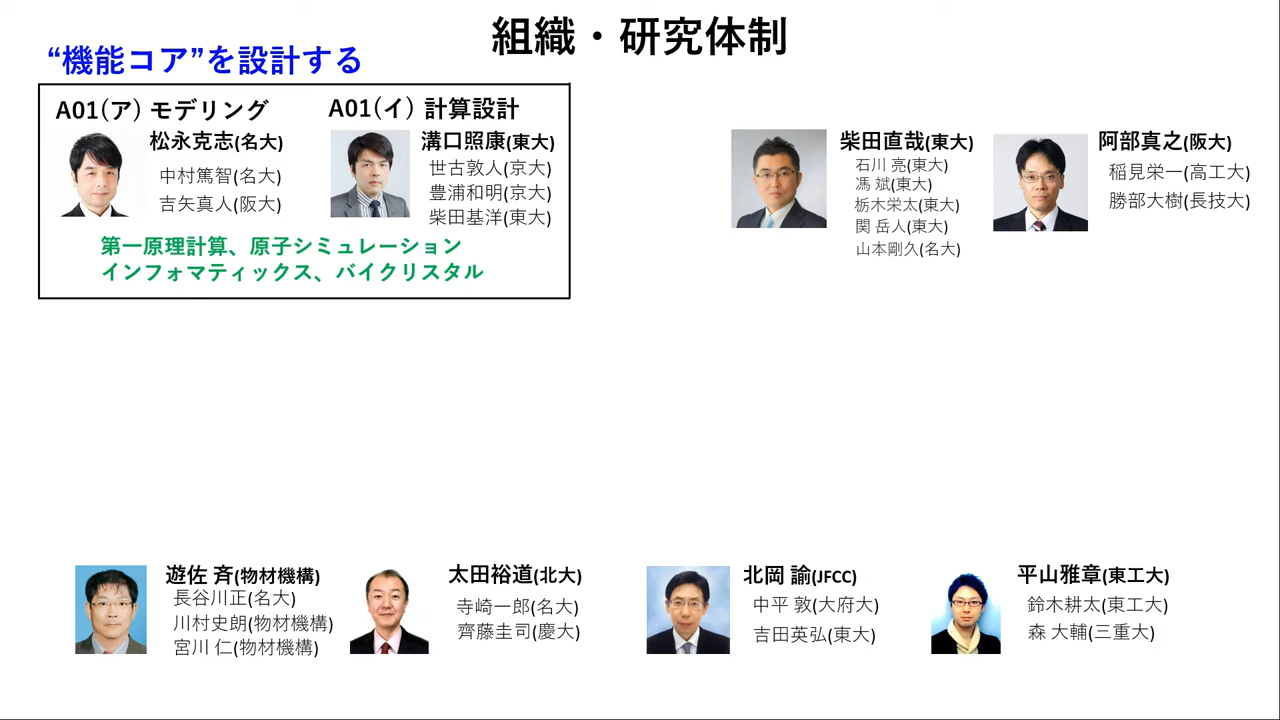 組織・研究体制
“機能コア”を設計する
A01(ア) モデリング
松永克志(名大)
中村篤智(名大)
吉矢真人(阪大)
A01(イ) 計算設計
溝口照康(東大)
世古敦人(京大)
豊浦和明(京大)
柴田基洋(東大)
第一原理計算、原子シミュレーション
インフォマティックス、バイクリスタル
柴田直哉(東大)
石川 亮(東大)
馮 斌(東大)
栃木栄太(東大)
関 岳人(東大)
山本剛久(名大)
阿部真之(阪大)
稲見栄一(高工大)
勝部大樹(長技大)
遊佐 斉(物材機構)
長谷川正(名大)
川村史朗(物材機構)
宮川 仁(物材機構)
太田裕道(北大)
寺崎一郎(名大)
齊藤圭司(慶大)
北岡 諭(JFCC)
中平 敦(大府大)
吉田英弘(東大)
平山雅章(東工大)
鈴木耕太(東工大)
森 大輔(三重大)